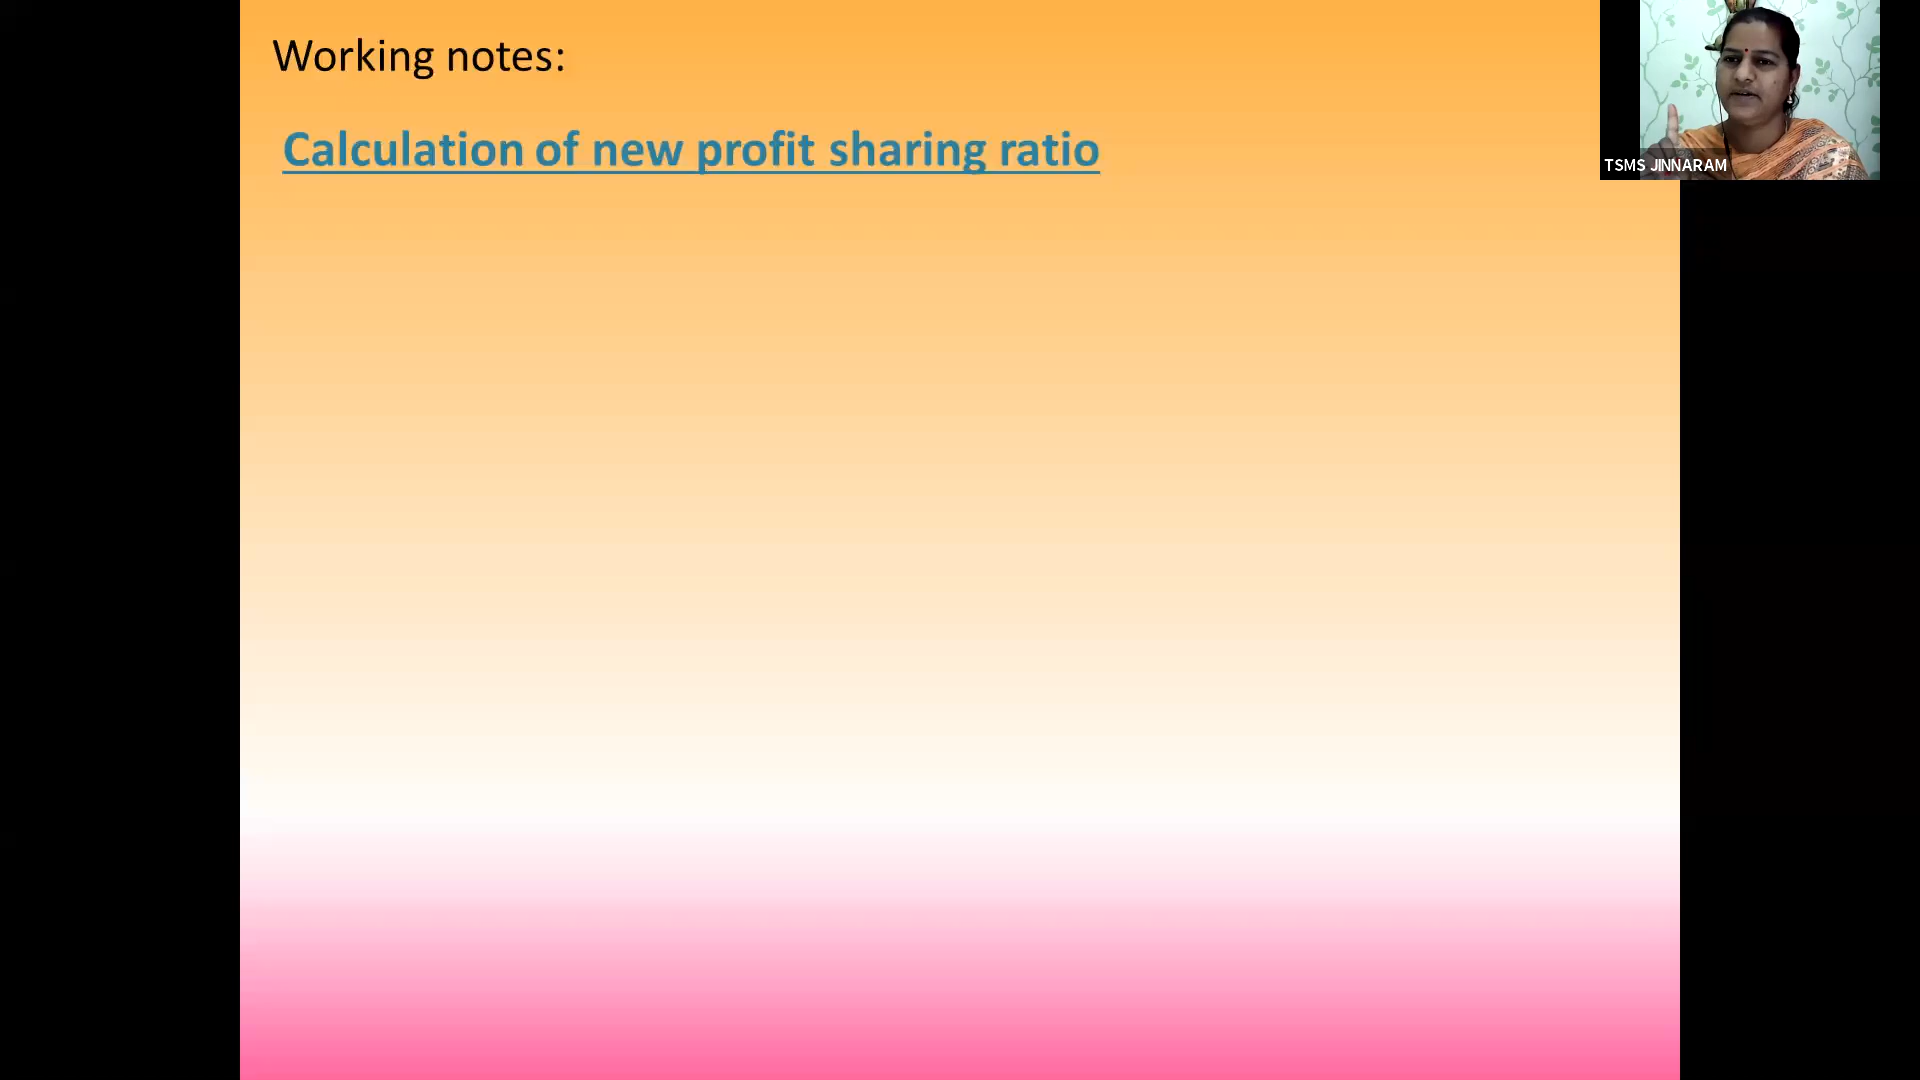 Working notes:
Calculation of new profit sharing ratio
TSMS JINNARAM